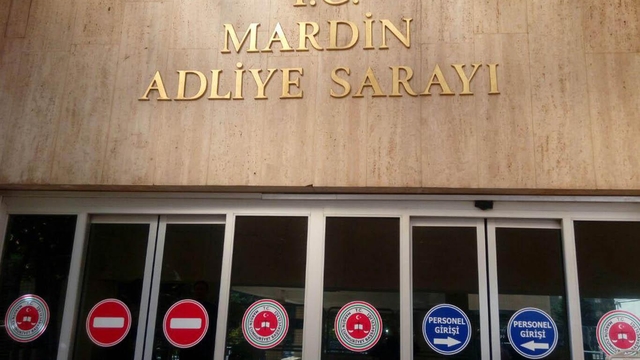 T.C.
MARDİN
ADLİYE SARAYI
PERSONEL
GİRİŞİ
PERSONEL
GİRİŞİ